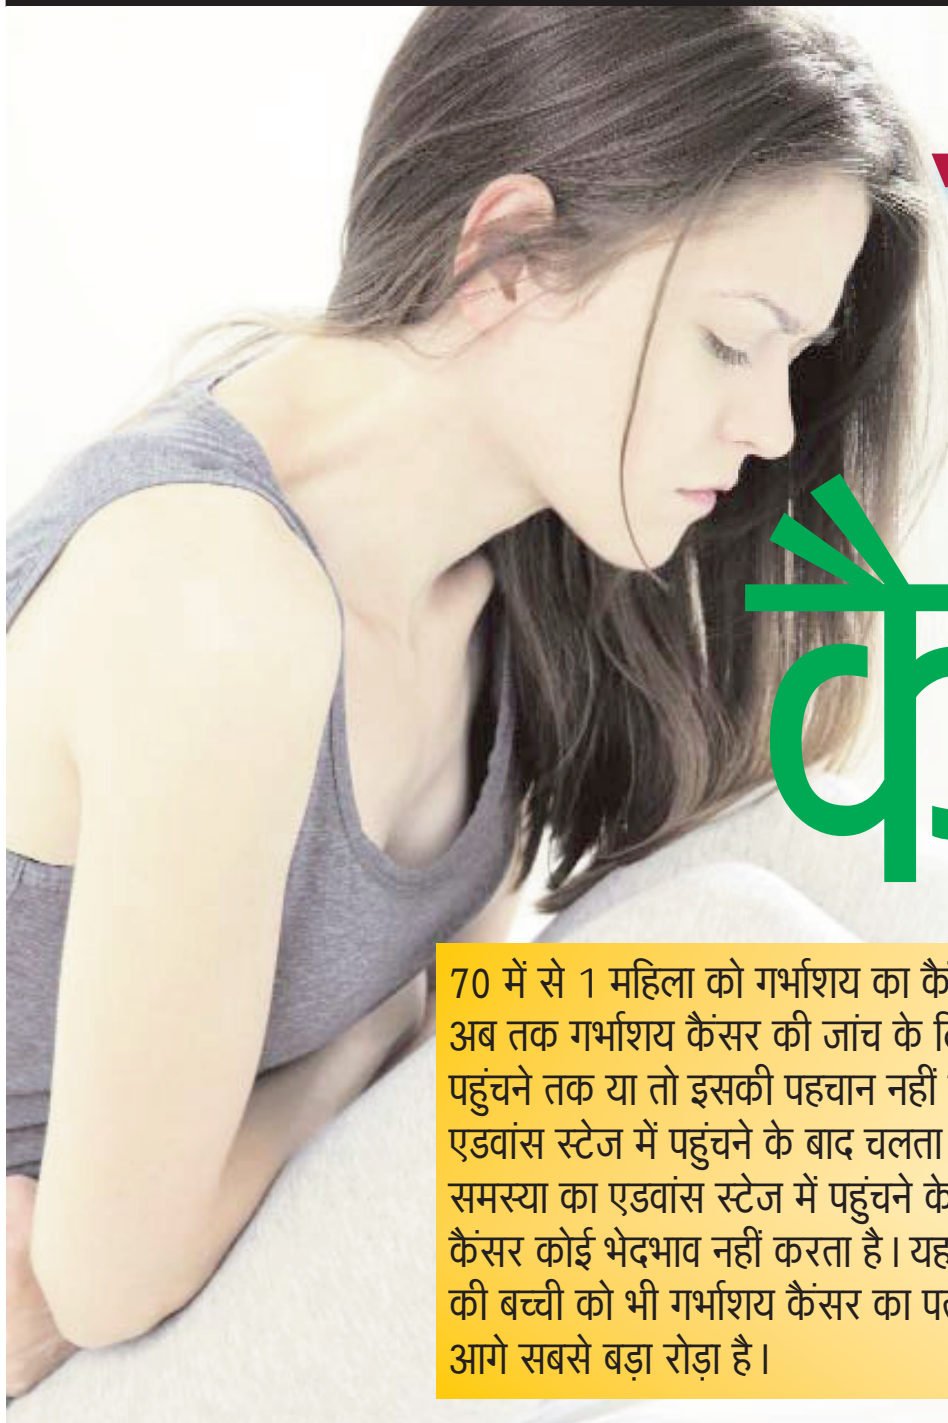 कै
70 में से 1 महिला को गर्भाशय का
अब तक गर्भाशय कैंसर की जांच के
पहुंचने तक या तो इसकी पहचान नहीं
एडवांस स्टेज में पहुंचने के बाद चलता
समस्या का एडवांस स्टेज में पहुंचने के
कैंसर कोई भेदभाव नहीं करता है। यह
की बच्ची को भी गर्भाशय कैंसर का
आगे सबसे बड़ा रोड़ा है।